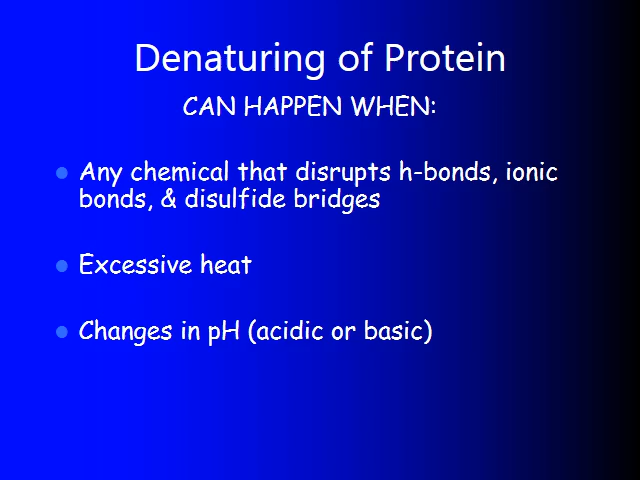 Denaturing of Protein
CAN HAPPEN WHEN:
Any chemical that disrupts h-bonds, ionic
bonds, & disulfide bridges
Excessive heat
Changes in pH (acidic or basic)